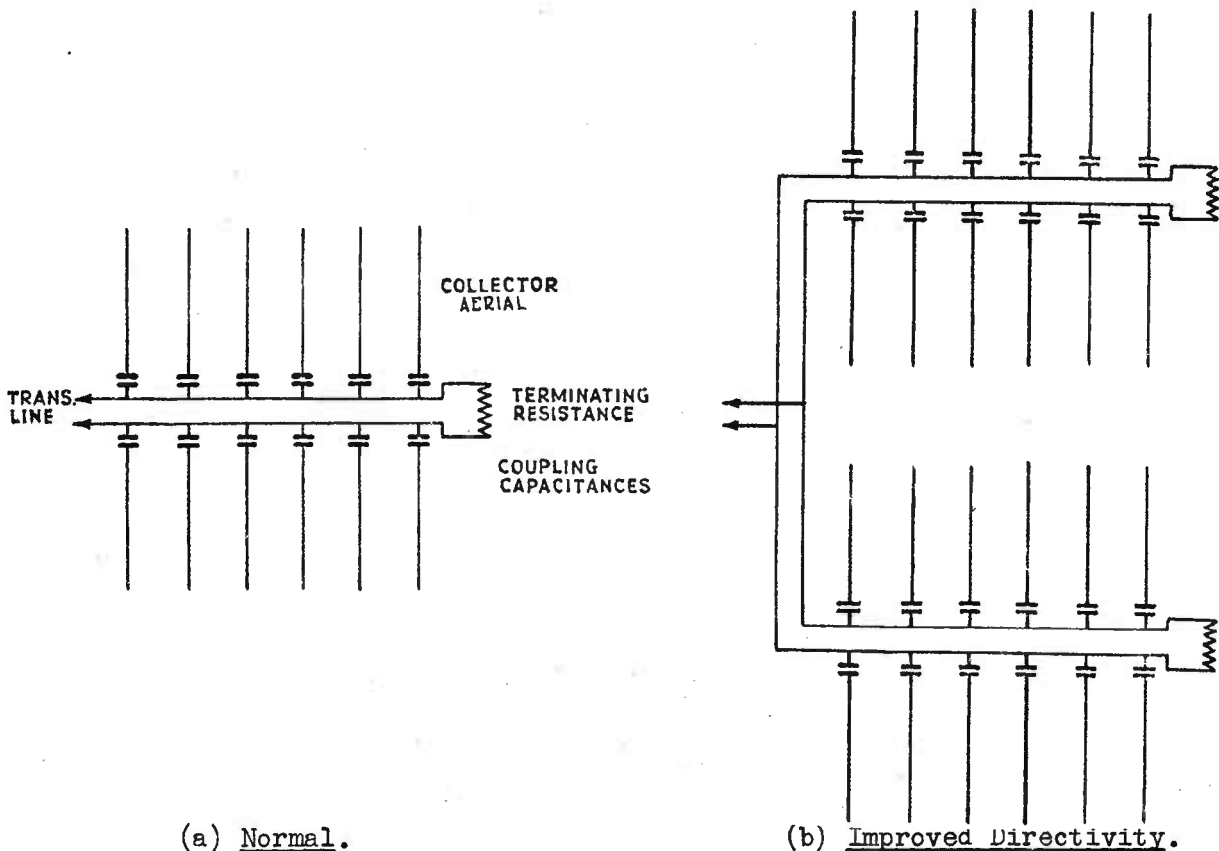 COLLECTOR
AERIAL
TRANS.
LINE
TERMINATING
RESISTANCE
COUPLING
CAPACITANCES
(a) Normal.
(b) Improved Directivity.